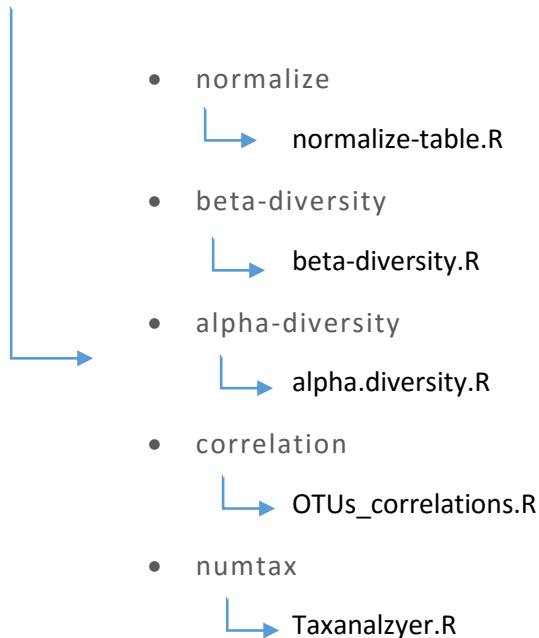 • normalize
normalize-table.R
• beta-diversity
beta-diversity.R
• alpha-diversity
alpha.diversity.R
• correlation
OTUs_correlations.R
• numtax
Taxanalzyer.R